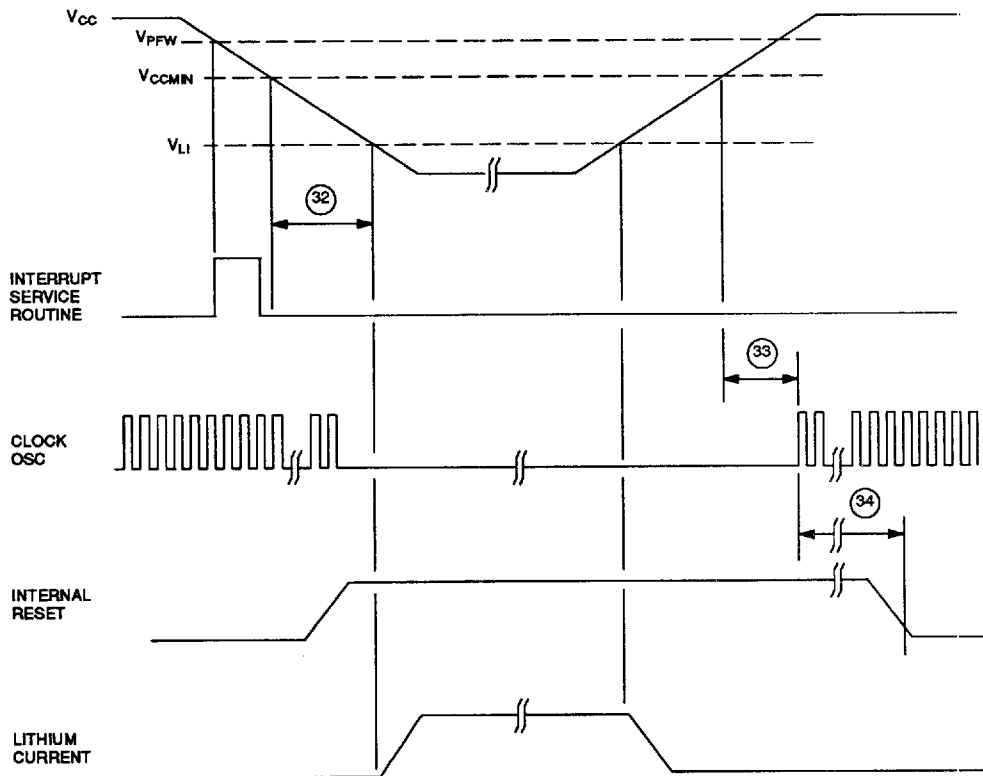 VCC
VPFW
VCCMIN
VLI
32
INTERRUPT
SERVICE
ROUTINE
33
CLOCK
OSC
34
INTERNAL
RESET
LITHIUM
CURRENT